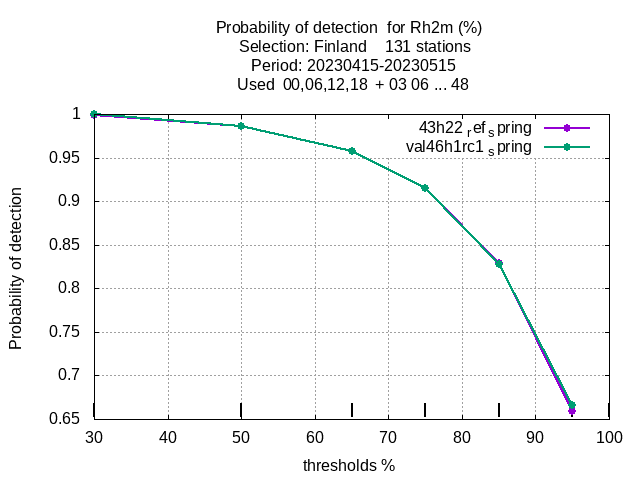 Probability of detection  for Rh2m (%)
Selection: Finland    131 stations
Period: 20230415-20230515
Used  00,06,12,18  + 03 06 ... 48
43h22 ref spring
val46h1rc1 spring
1
0.95
0.9
0.85
0.8
0.75
0.7
0.65
Probability of detection
30 40 50 60 70 80 90 100
thresholds %